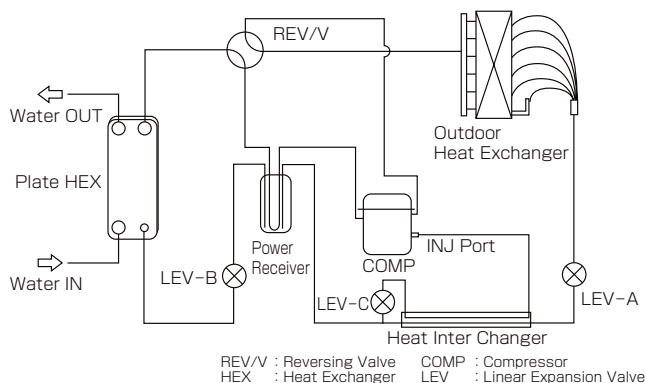 REV/V
Water OUT
Outdoor
Heat Exchanger
Plate HEX
Power
Receiver
COMP
INJ Port
Water IN
LEV-B
LEV-C
LEV-A
Heat Inter Changer
REV/V : Reversing Valve COMP : Compressor
HEX : Heat Exchanger LEV : Linear Expansion Valve